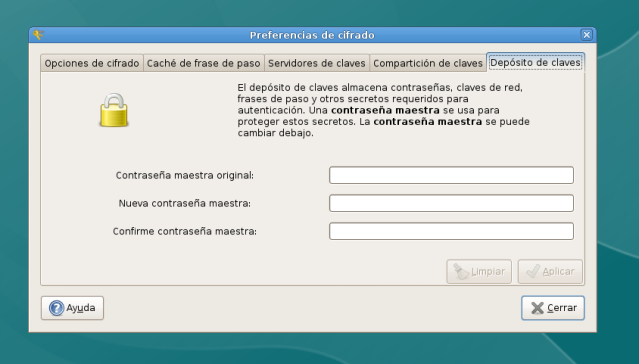 Preferencias de cifrado
Opciones de cifrado Caché de frase de paso Servidores de claves Compartición de claves Depósito de claves
El depósito de claves almacena contraseñas, claves de red,
frases de paso y otros secretos requeridos para
autenticación. Una contraseña maestra se usa para
proteger estos secretos. La contraseña maestra se puede
cambiar debajo.
Contraseña maestra original:
Nueva contraseña maestra:
Confirme contraseña maestra:
Limpiar Aplicar
Ayuda Cerrar